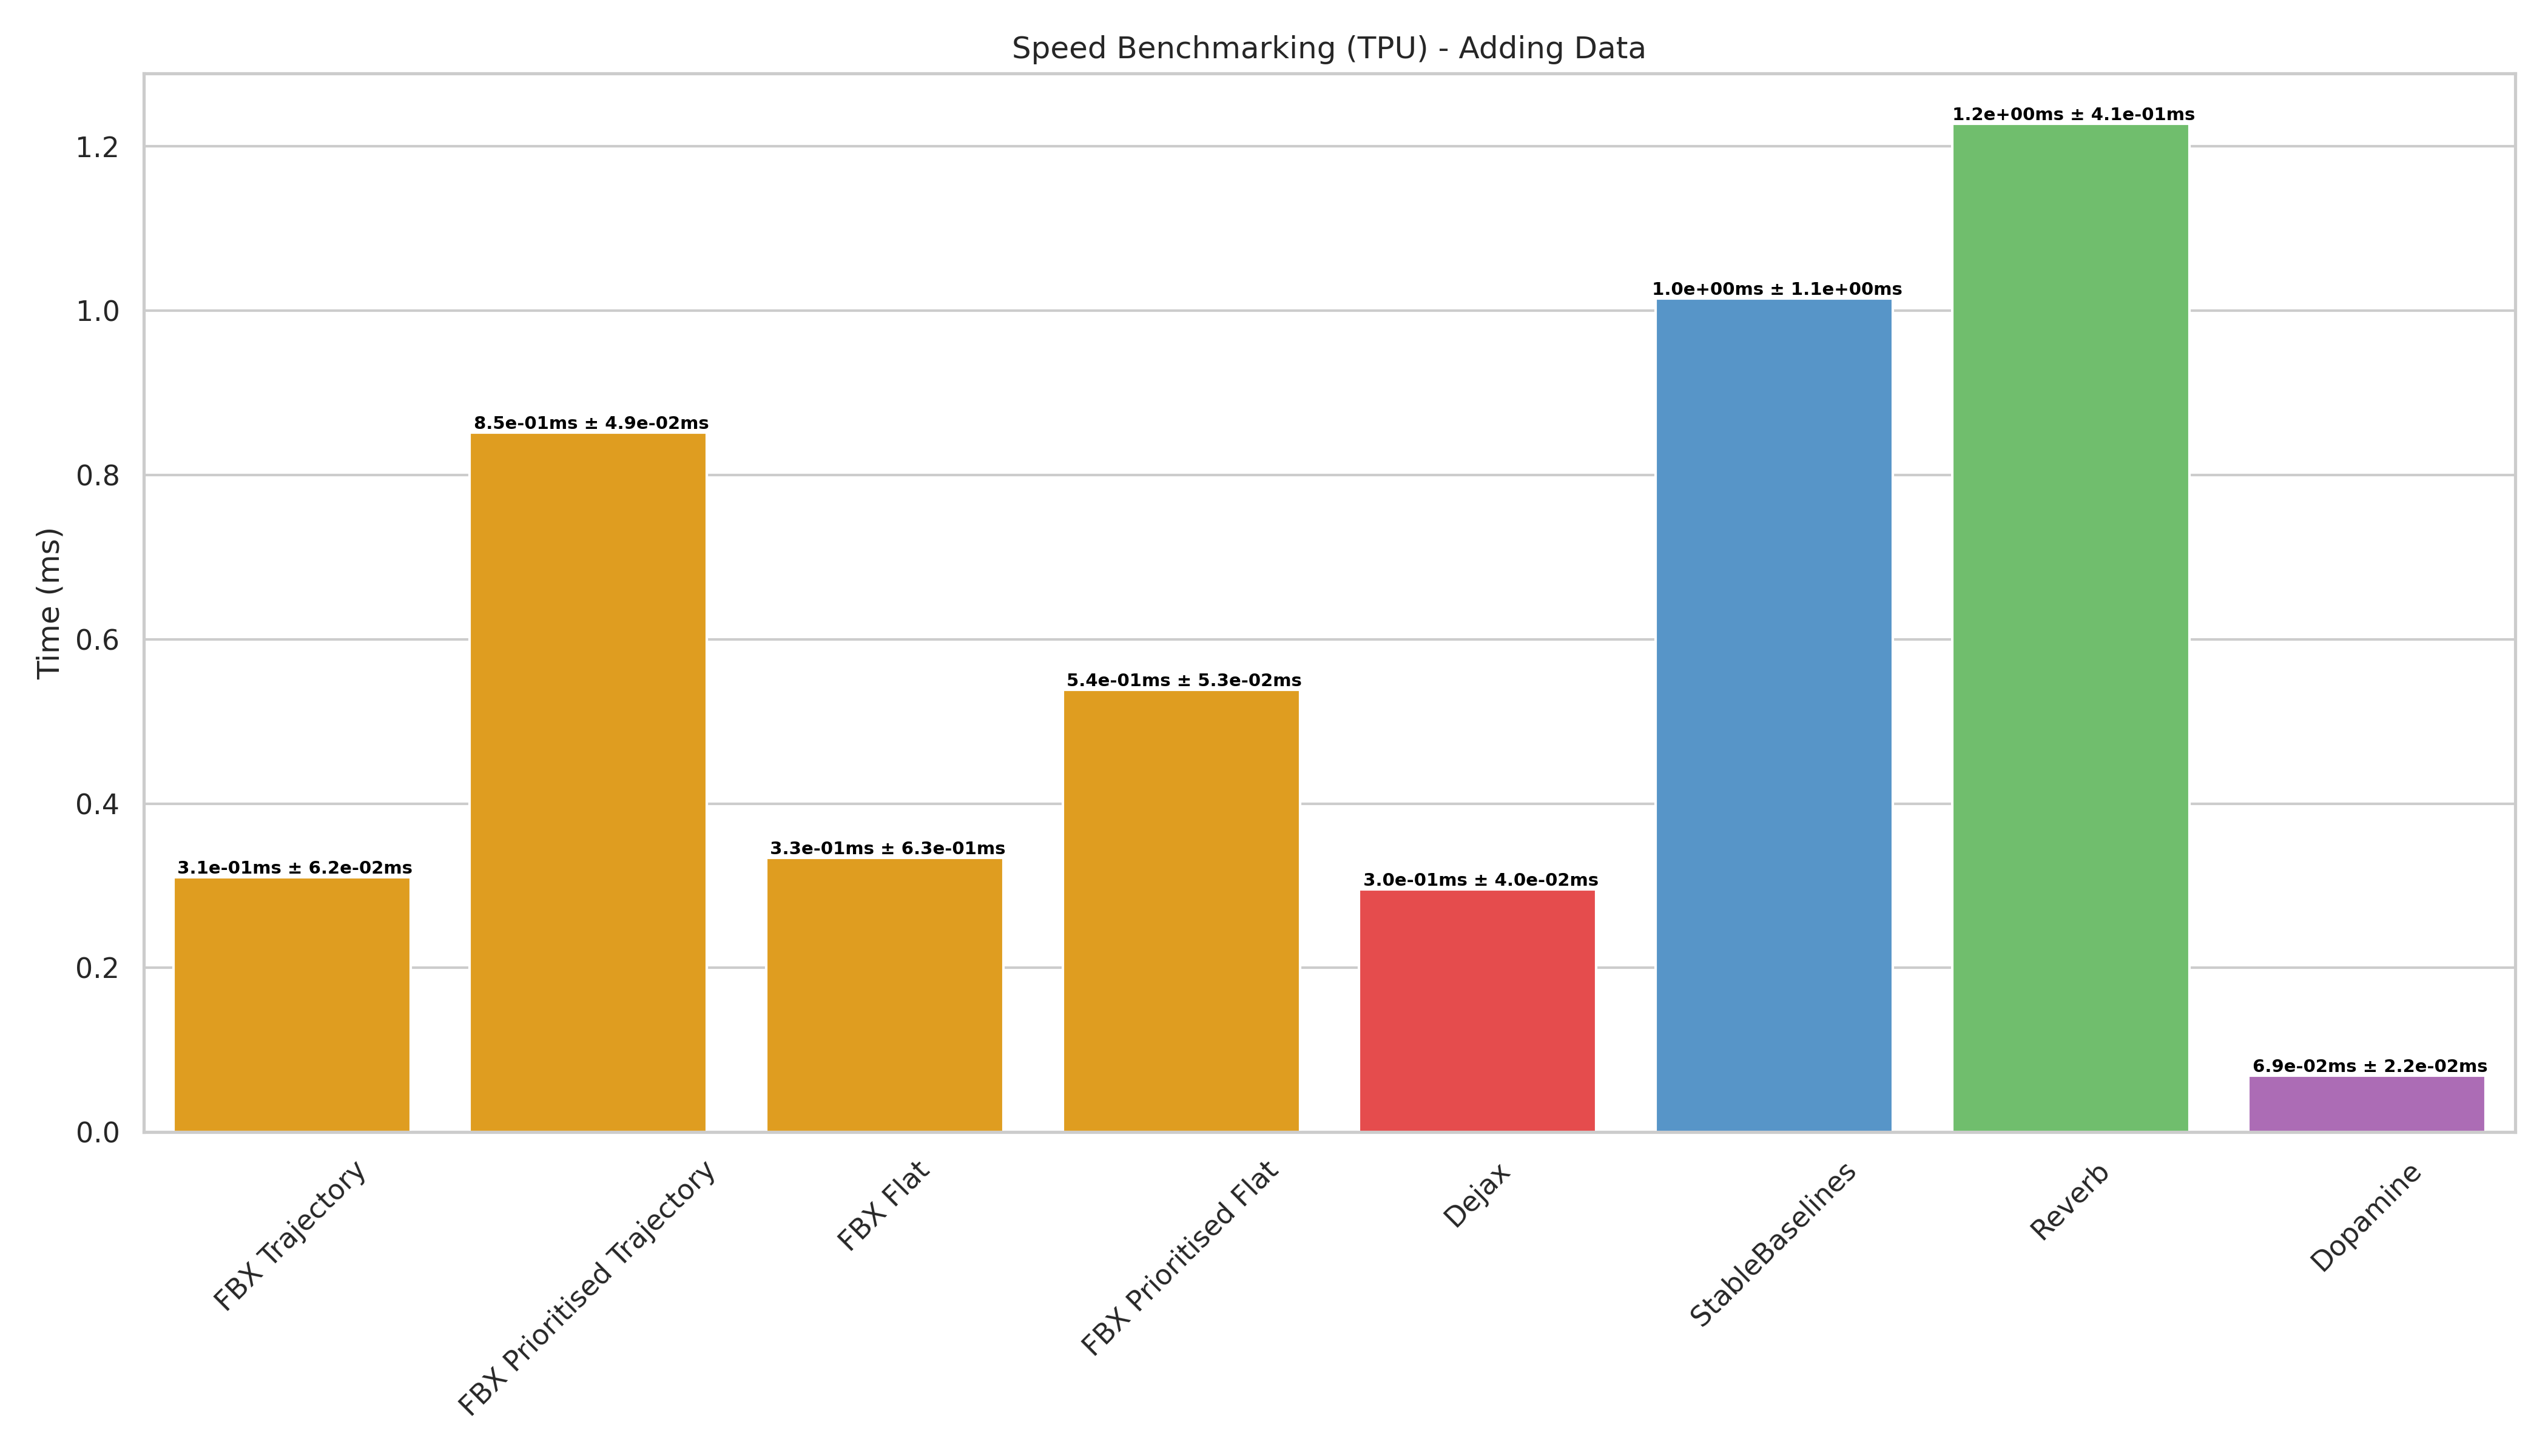 Speed Benchmarking (TPU) - Adding Data
Time (ms)
1.2
1.0
0.8
0.6
0.4
0.2
0.0
3.1e-01ms ± 6.2e-02ms
8.5e-01ms ± 4.9e-02ms
3.3e-01ms ± 6.3e-01ms
5.4e-01ms ± 5.3e-02ms
3.0e-01ms ± 4.0e-02ms
1.0e+00ms ± 1.1e+00ms
1.2e+00ms ± 4.1e-01ms
6.9e-02ms ± 2.2e-02ms
FBX Trajectory
FBX Prioritised Trajectory
FBX Flat
FBX Prioritised Flat
Dejax
StableBaselines
Reverb
Dopamine